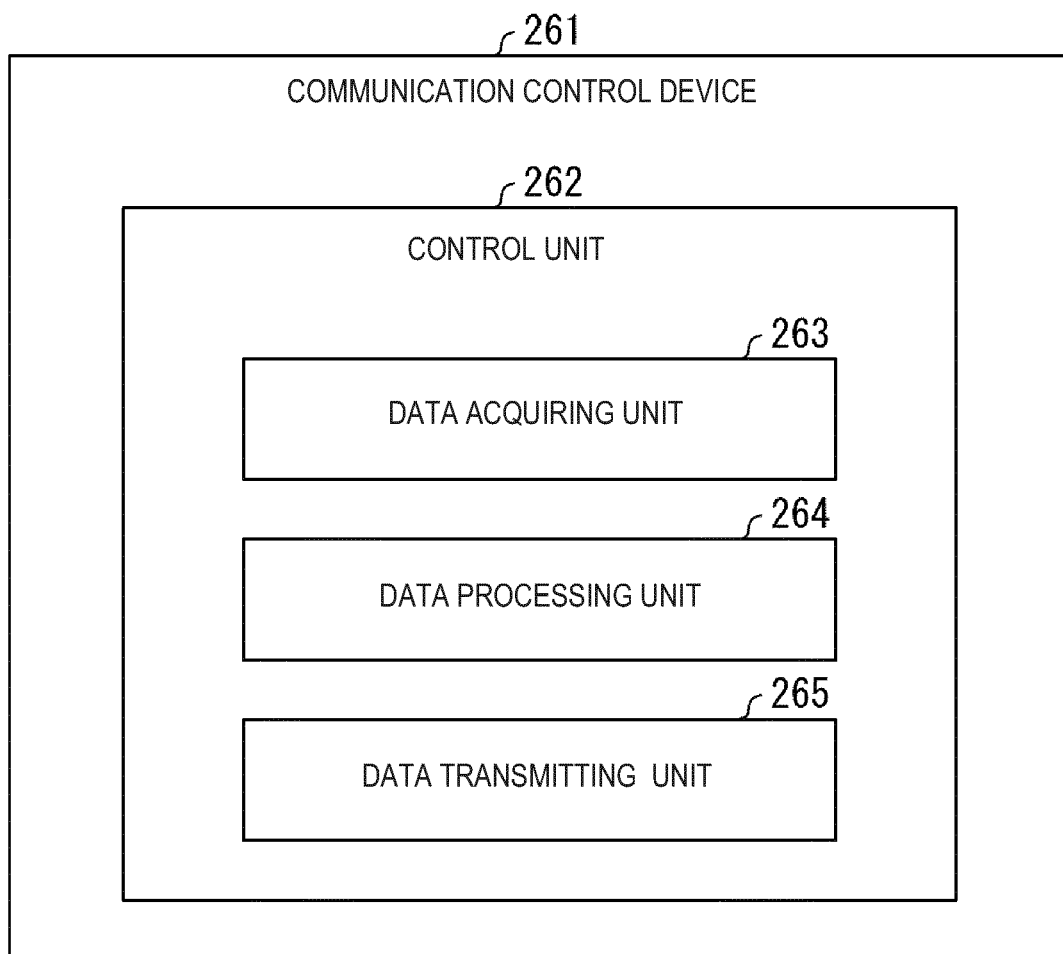 261
COMMUNICATION CONTROL DEVICE
262
CONTROL UNIT
263
DATA ACQUIRING UNIT
264
DATA PROCESSING UNIT
265
DATA TRANSMITTING UNIT